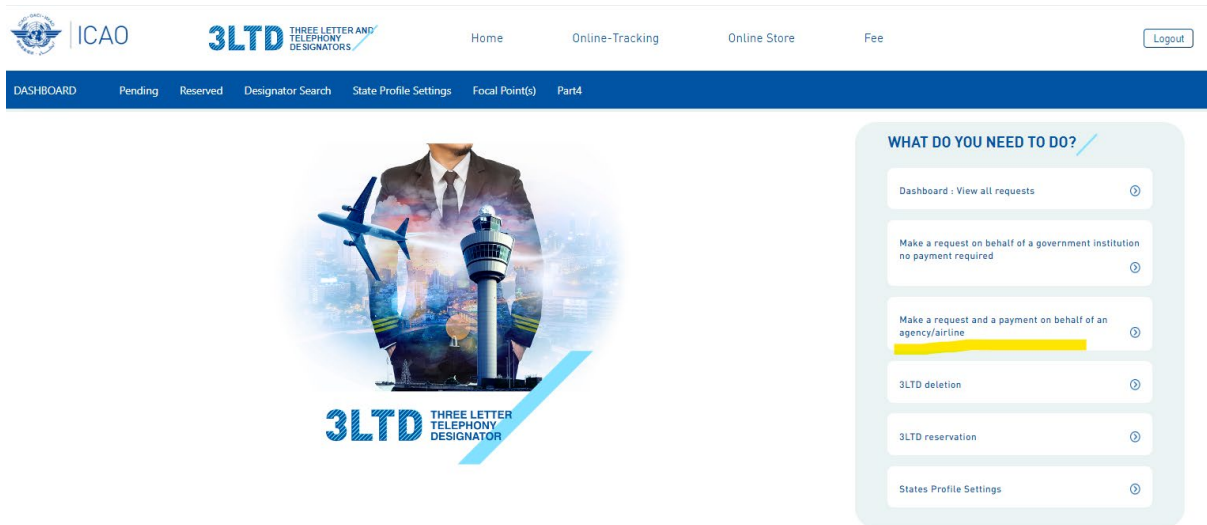 ICAO
3LTD THREE LETTER AND
TELEPHONY
DESIGNATORS
Home Online-Tracking Online Store Fee Logout
DASHBOARD Pending Reserved Designator Search State Profile Settings Focal Point(s) Part4
WHAT DO YOU NEED TO DO?
Dashboard : View all requests
Make a request on behalf of a government institution
no payment required
Make a request and a payment on behalf of an
agency/airline
3LTD deletion
3LTD reservation
States Profile Settings
3LTD THREE LETTER
TELEPHONY
DESIGNATOR